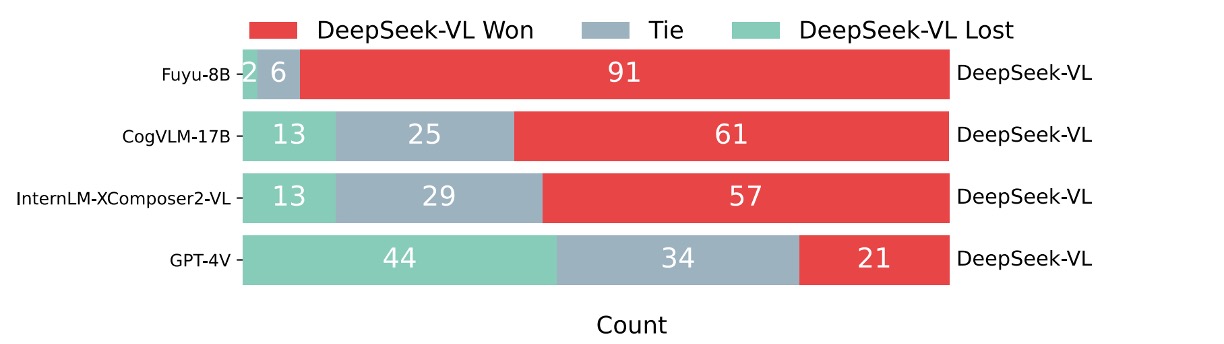 DeepSeek-VL Won Tie DeepSeek-VL Lost
Fuyu-8B 2 6 91 DeepSeek-VL
CogVLM-17B 13 25 61 DeepSeek-VL
InternLM-XComposer2-VL 13 29 57 DeepSeek-VL
GPT-4V 44 34 21 DeepSeek-VL
Count